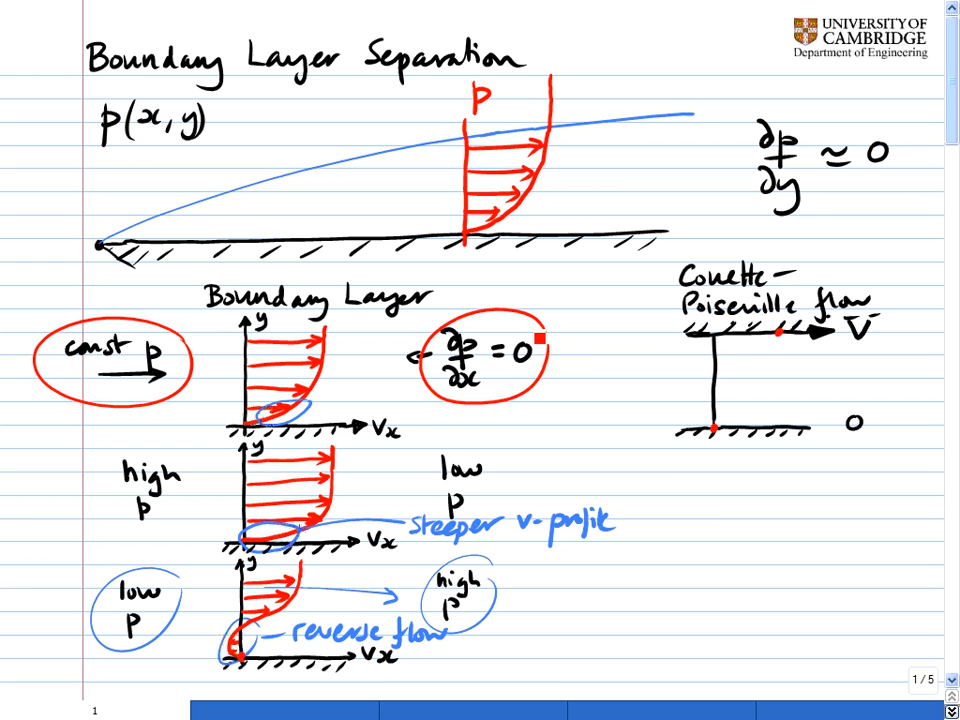 UNIVERSITY OF
CAMBRIDGE
Department of Engineering
Boundary Layer Separation
p(x, y)
p
∂p/∂y ≃ 0
Couette-
Poiseuille flow
V
0
Boundary Layer
const p
y
Vx
← ∂p/∂x = 0
high
p
y
Vx
low
p
steeper v-profile
low
p
y
Vx
high
p
reverse flow
1 / 5
1